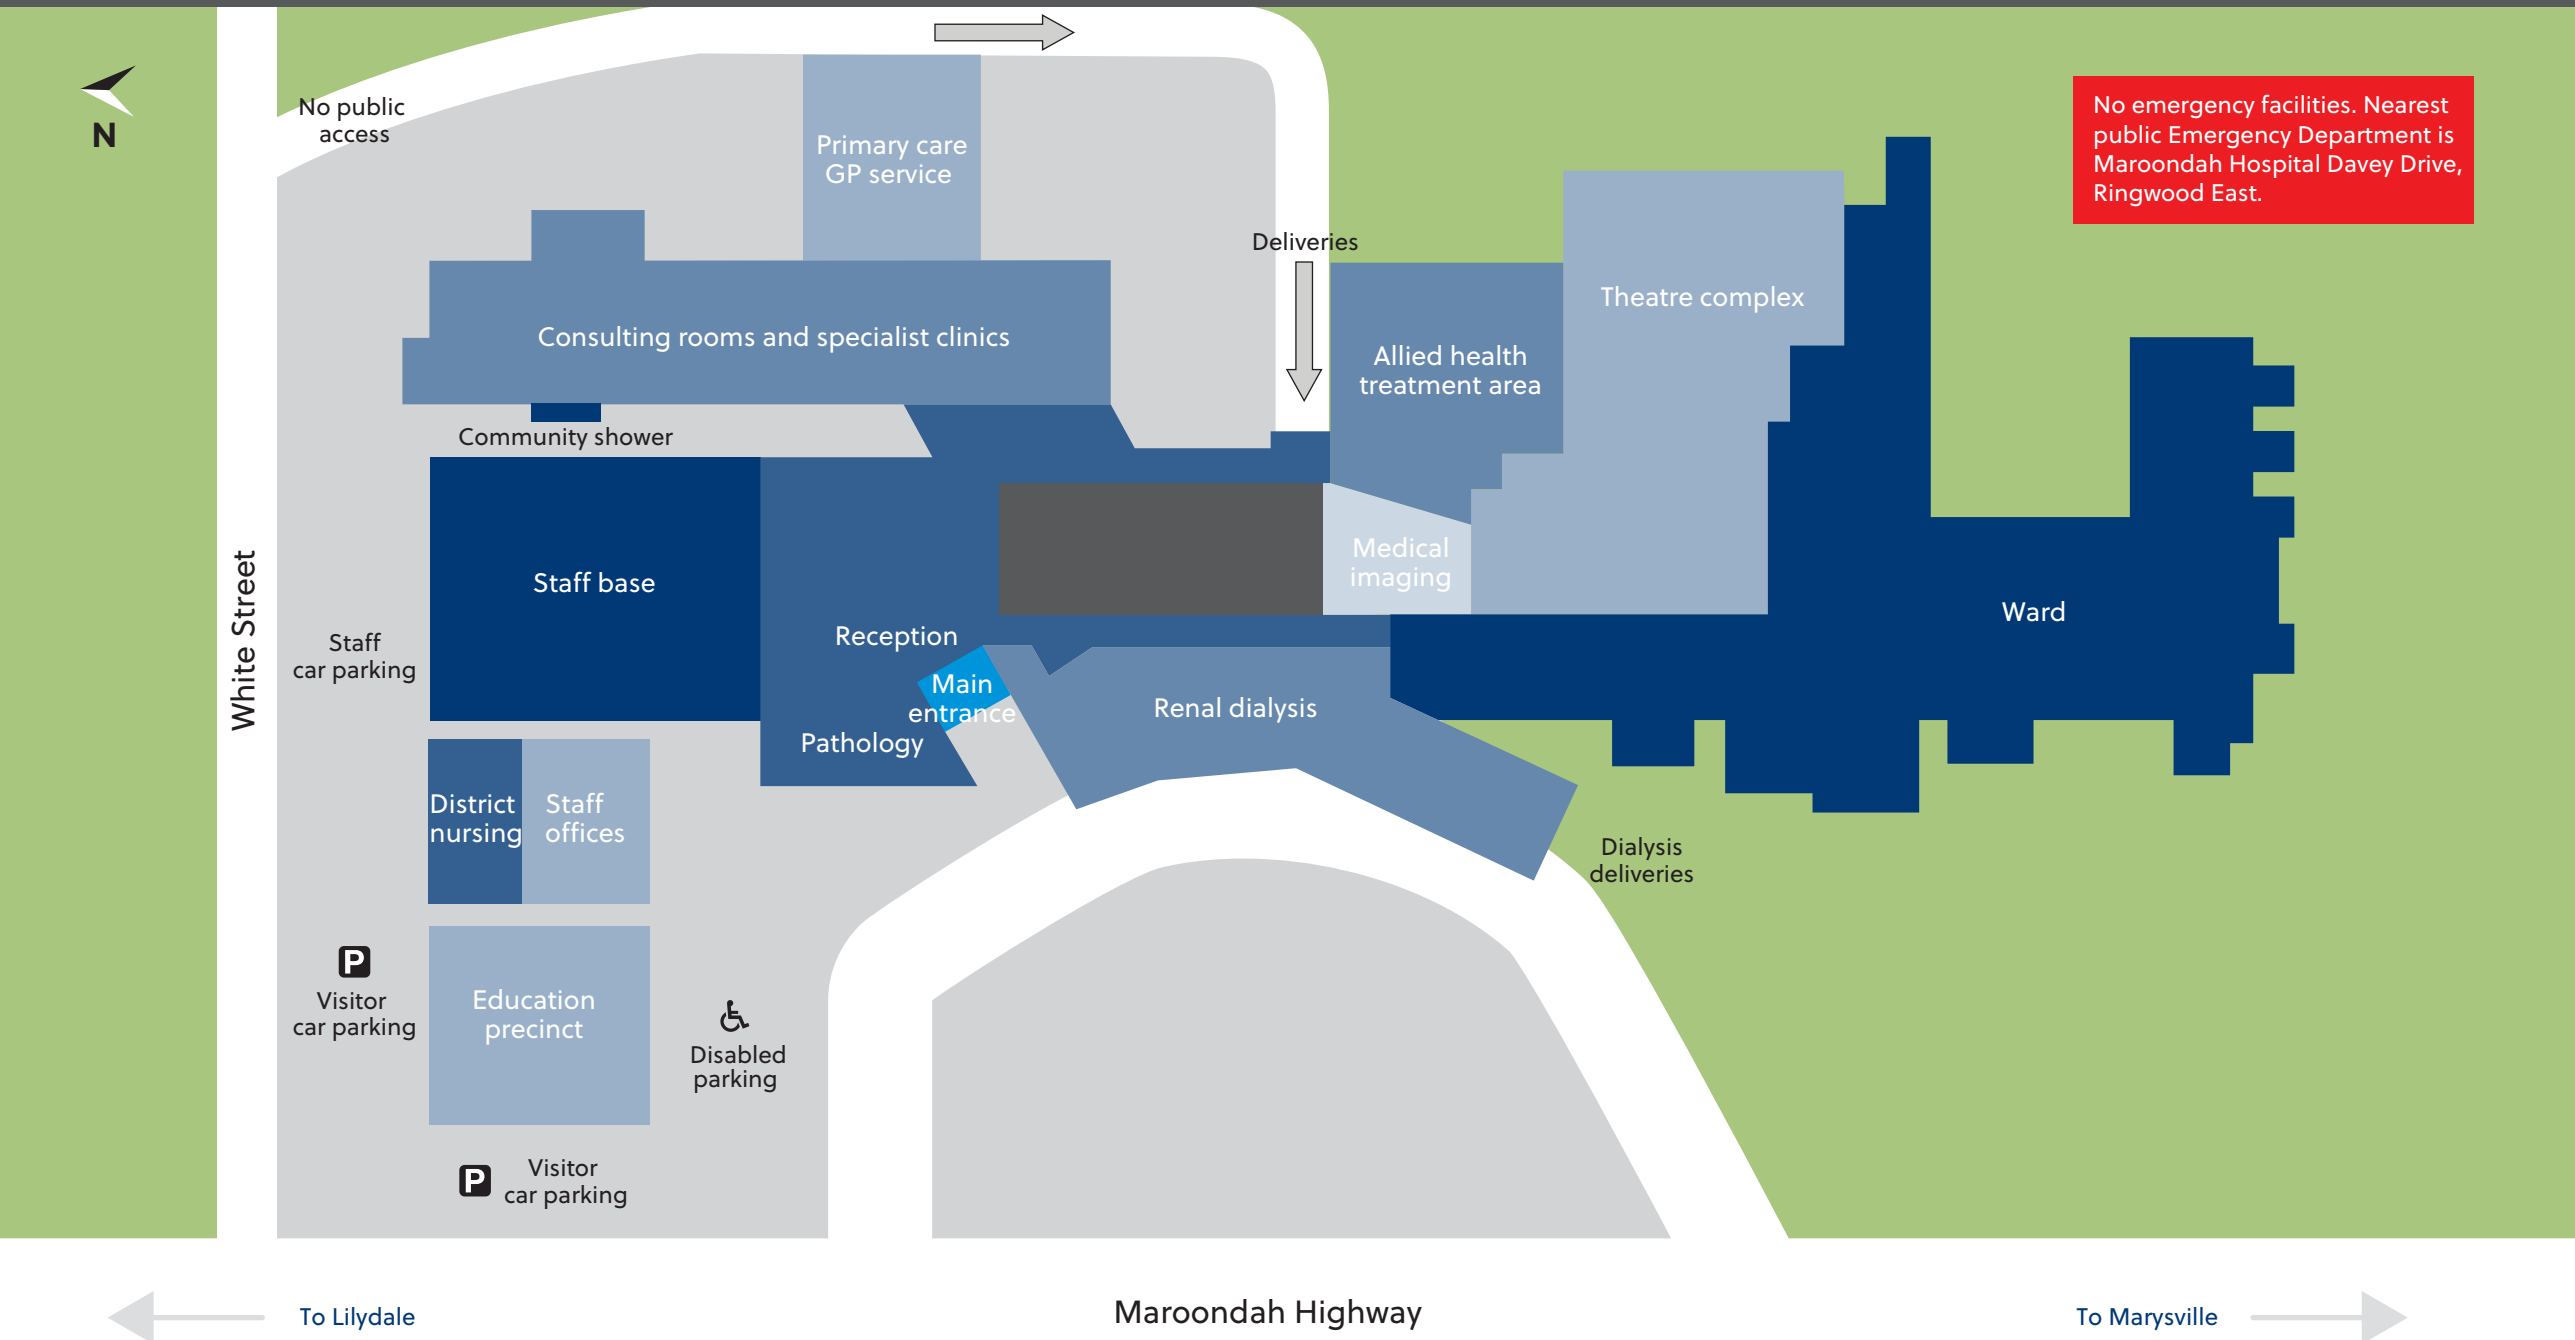 N
No public
access
Primary care
GP service
No emergency facilities. Nearest
public Emergency Department is
Maroondah Hospital Davey Drive,
Ringwood East.
Deliveries
Theatre complex
Consulting rooms and specialist clinics
Allied health
treatment area
Community shower
Staff base
Medical
imaging
Ward
White Street
Staff
car parking
Reception
Main
entrance
Renal dialysis
Pathology
District
nursing
Staff
offices
Dialysis
deliveries
P
Visitor
car parking
Education
precinct
Disabled
parking
P
Visitor
car parking
To Lilydale
Maroondah Highway
To Marysville